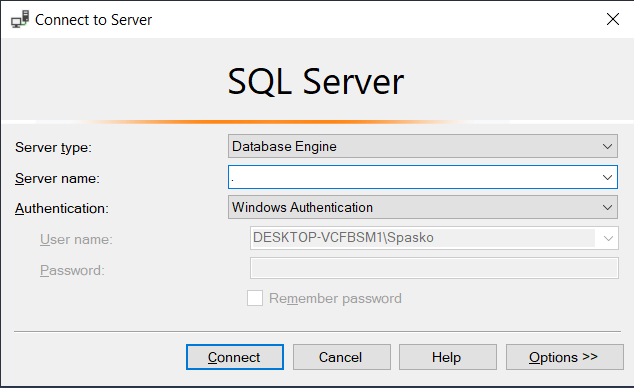 Connect to Server
SQL Server
Server type: Database Engine
Server name: .
Authentication: Windows Authentication
User name: DESKTOP-VCFBSM1\Spasko
Password:
Remember password
Connect Cancel Help Options >>